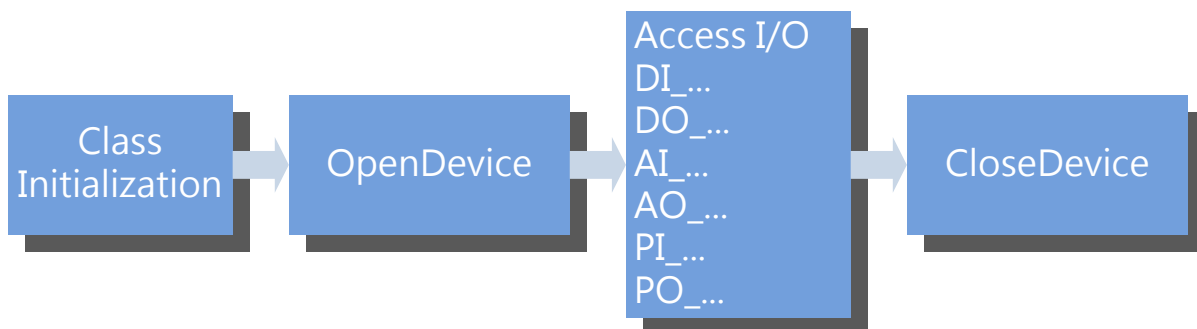 Class
Initialization
OpenDevice
Access I/O
DI_...
DO_...
AI_...
AO_...
PI_...
PO_...
CloseDevice